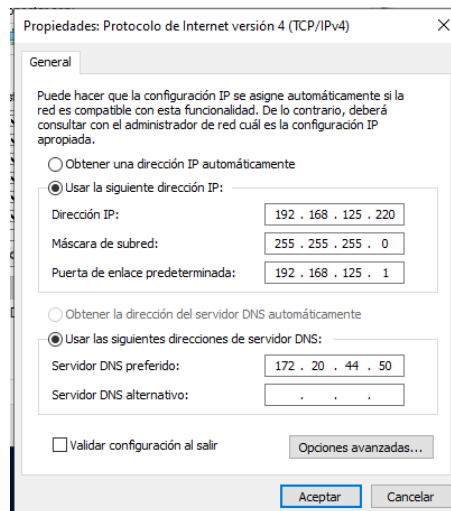 Propiedades: Protocolo de Internet versión 4 (TCP/IPv4)
General
Puede hacer que la configuración IP se asigne automáticamente si la
red es compatible con esta funcionalidad. De lo contrario, deberá
consultar con el administrador de red cuál es la configuración IP
apropiada.
Obtener una dirección IP automáticamente
Usar la siguiente dirección IP:
Dirección IP: 192 . 168 . 125 . 220
Máscara de subred: 255 . 255 . 255 . 0
Puerta de enlace predeterminada: 192 . 168 . 125 . 1
Obtener la dirección del servidor DNS automáticamente
Usar las siguientes direcciones de servidor DNS:
Servidor DNS preferido: 172 . 20 . 44 . 50
Servidor DNS alternativo: . . .
Validar configuración al salir
Opciones avanzadas...
Aceptar Cancelar